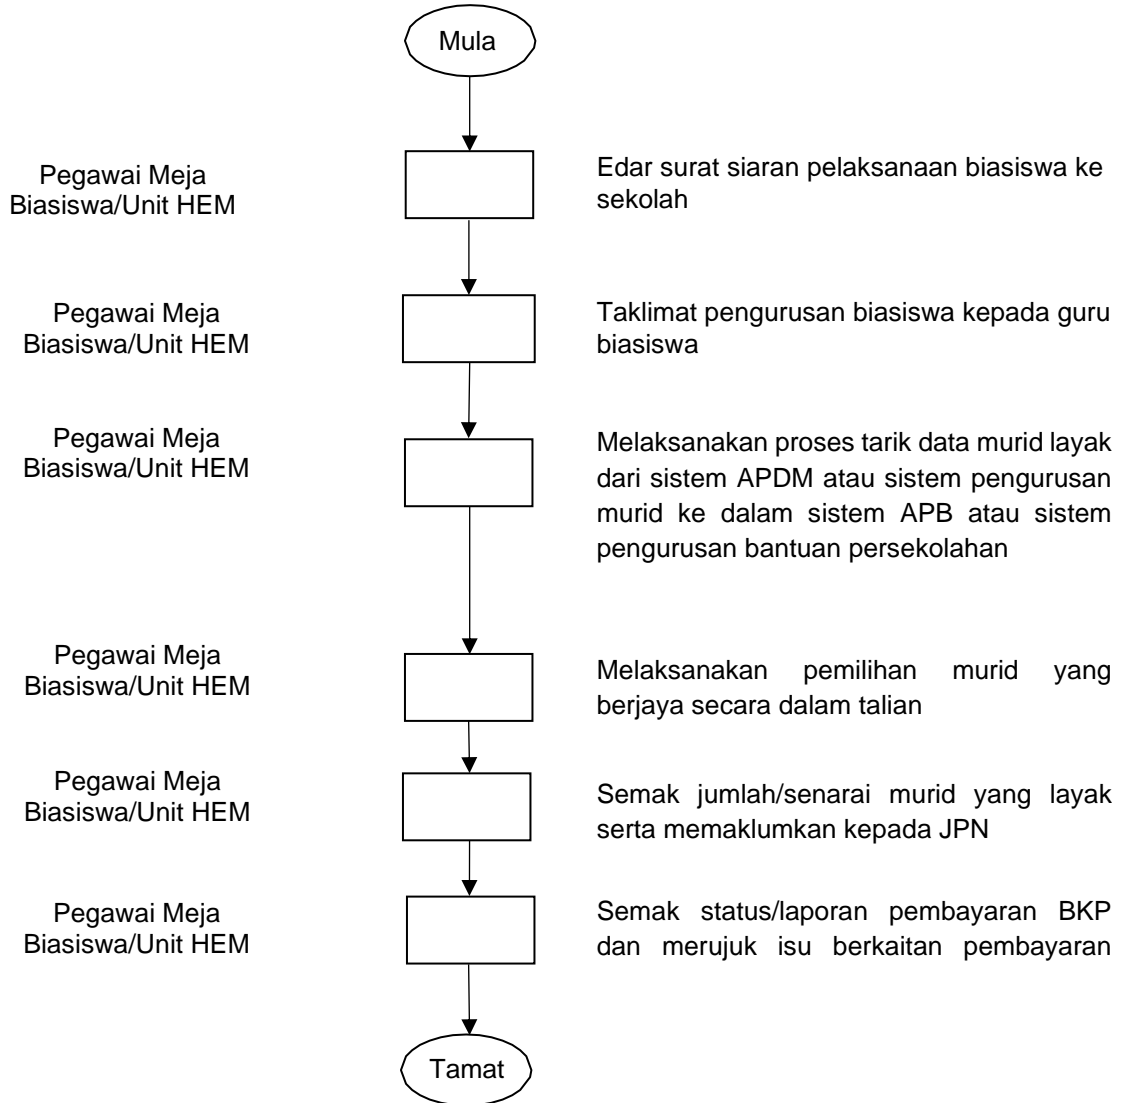 Mula
Pegawai Meja
Biasiswa/Unit HEM
Edar surat siaran pelaksanaan biasiswa ke
sekolah
Pegawai Meja
Biasiswa/Unit HEM
Taklimat pengurusan biasiswa kepada guru
biasiswa
Pegawai Meja
Biasiswa/Unit HEM
Melaksanakan proses tarik data murid layak
dari sistem APDM atau sistem pengurusan
murid ke dalam sistem APB atau sistem
pengurusan bantuan persekolahan
Pegawai Meja
Biasiswa/Unit HEM
Melaksanakan pemilihan murid yang
berjaya secara dalam talian
Pegawai Meja
Biasiswa/Unit HEM
Semak jumlah/senarai murid yang layak
serta memaklumkan kepada JPN
Pegawai Meja
Biasiswa/Unit HEM
Semak status/laporan pembayaran BKP
dan merujuk isu berkaitan pembayaran
Tamat